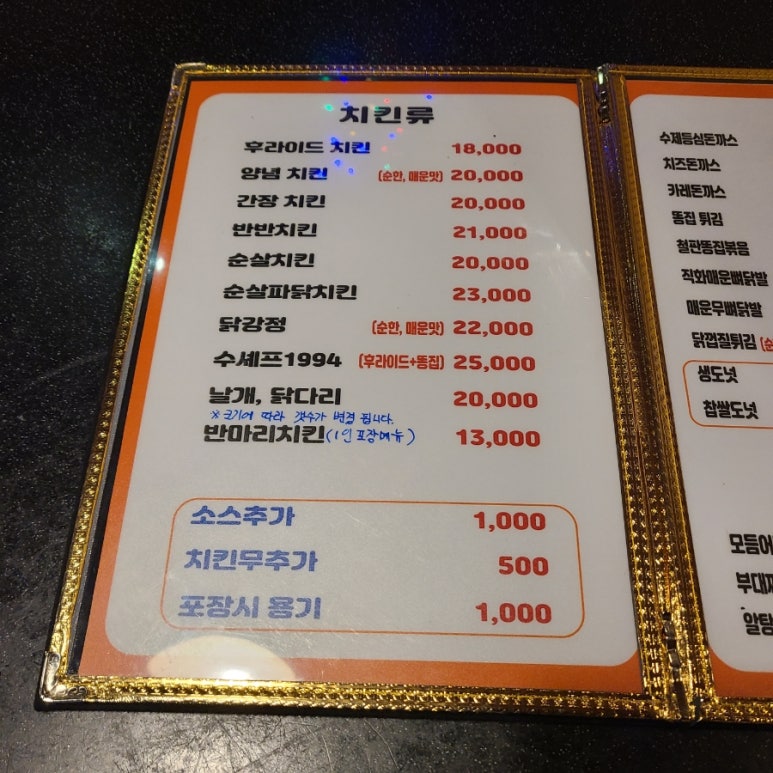 치킨류
후라이드 치킨 18,000
양념 치킨 (순한, 매운맛) 20,000
간장 치킨 20,000
반반치킨 21,000
순살치킨 20,000
순살파닭치킨 23,000
닭강정 (순한, 매운맛) 22,000
수셰프1994 (후라이드+똥집) 25,000
날개, 닭다리 20,000
※크기에 따라 갯수가 변경 됩니다.
반마리치킨 (1인 포장메뉴) 13,000
소스추가 1,000
치킨무추가 500
포장시 용기 1,000
수제등심돈까스
치즈돈까스
카레돈까스
똥집 튀김
철판똥집볶음
직화매운뼈닭발
매운무뼈닭발
닭껍질튀김 (순
생도넛
찹쌀도넛
모듬어
부대찌
알탕